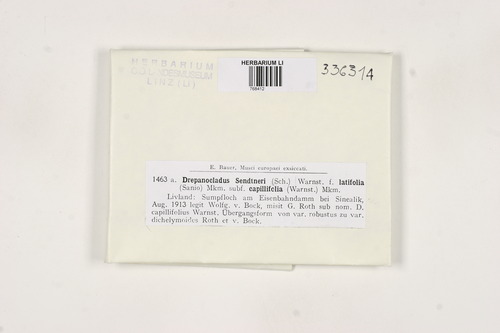 HERBARIUM
O.Ö. LANDESMUSEUM
LINZ (LI)
HERBARIUM LI
768412
336314
E. Bauer, Musci europaei exsiccati.
1463 a. Drepanocladus Sendtneri (Sch.) Warnst. f. latifolia
(Sanio) Mkm. subf. capillifolia (Warnst.) Mkm.
Livland: Sumpfloch am Eisenbahndamm bei Sinealik,
Aug. 1913 legit Wolfg. v. Bock, misit G. Roth sub nom. D.
capillifolius Warnst. Übergangsform von var. robustus zu var.
dichelymoides Roth et v. Bock.